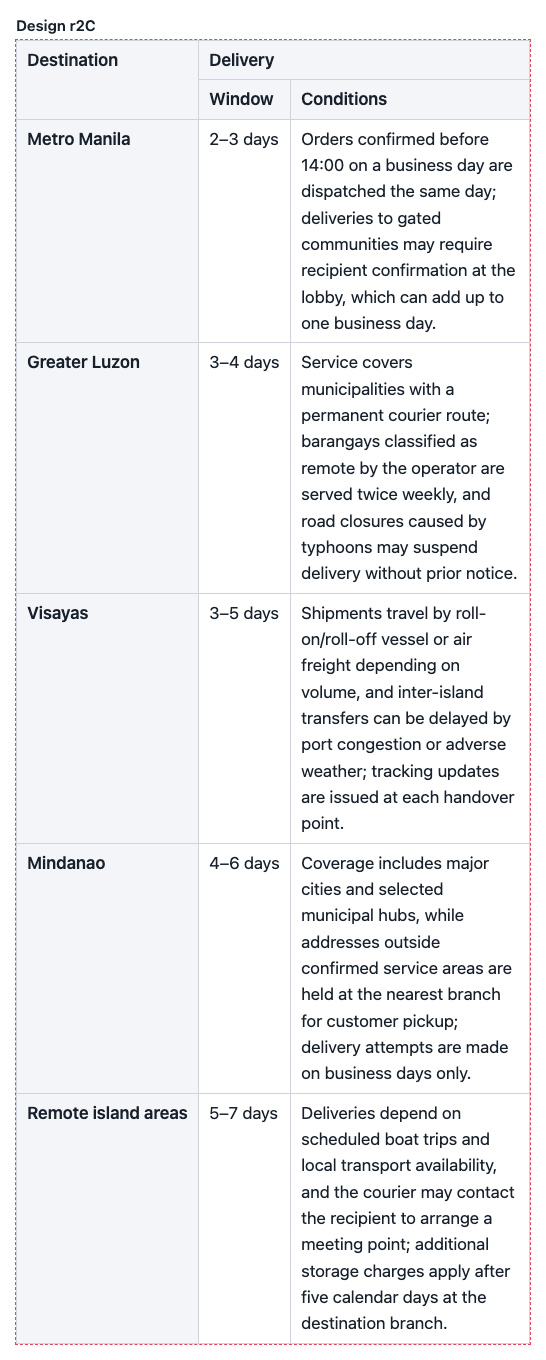 Design r2C
Destination
Delivery
Window
Conditions
Metro Manila
2–3 days
Orders confirmed before
14:00 on a business day are
dispatched the same day;
deliveries to gated
communities may require
recipient confirmation at the
lobby, which can add up to
one business day.
Greater Luzon
3–4 days
Service covers
municipalities with a
permanent courier route;
barangays classified as
remote by the operator are
served twice weekly, and
road closures caused by
typhoons may suspend
delivery without prior notice.
Visayas
3–5 days
Shipments travel by roll-
on/roll-off vessel or air
freight depending on
volume, and inter-island
transfers can be delayed by
port congestion or adverse
weather; tracking updates
are issued at each handover
point.
Mindanao
4–6 days
Coverage includes major
cities and selected
municipal hubs, while
addresses outside
confirmed service areas are
held at the nearest branch
for customer pickup;
delivery attempts are made
on business days only.
Remote island areas
5–7 days
Deliveries depend on
scheduled boat trips and
local transport availability,
and the courier may contact
the recipient to arrange a
meeting point; additional
storage charges apply after
five calendar days at the
destination branch.